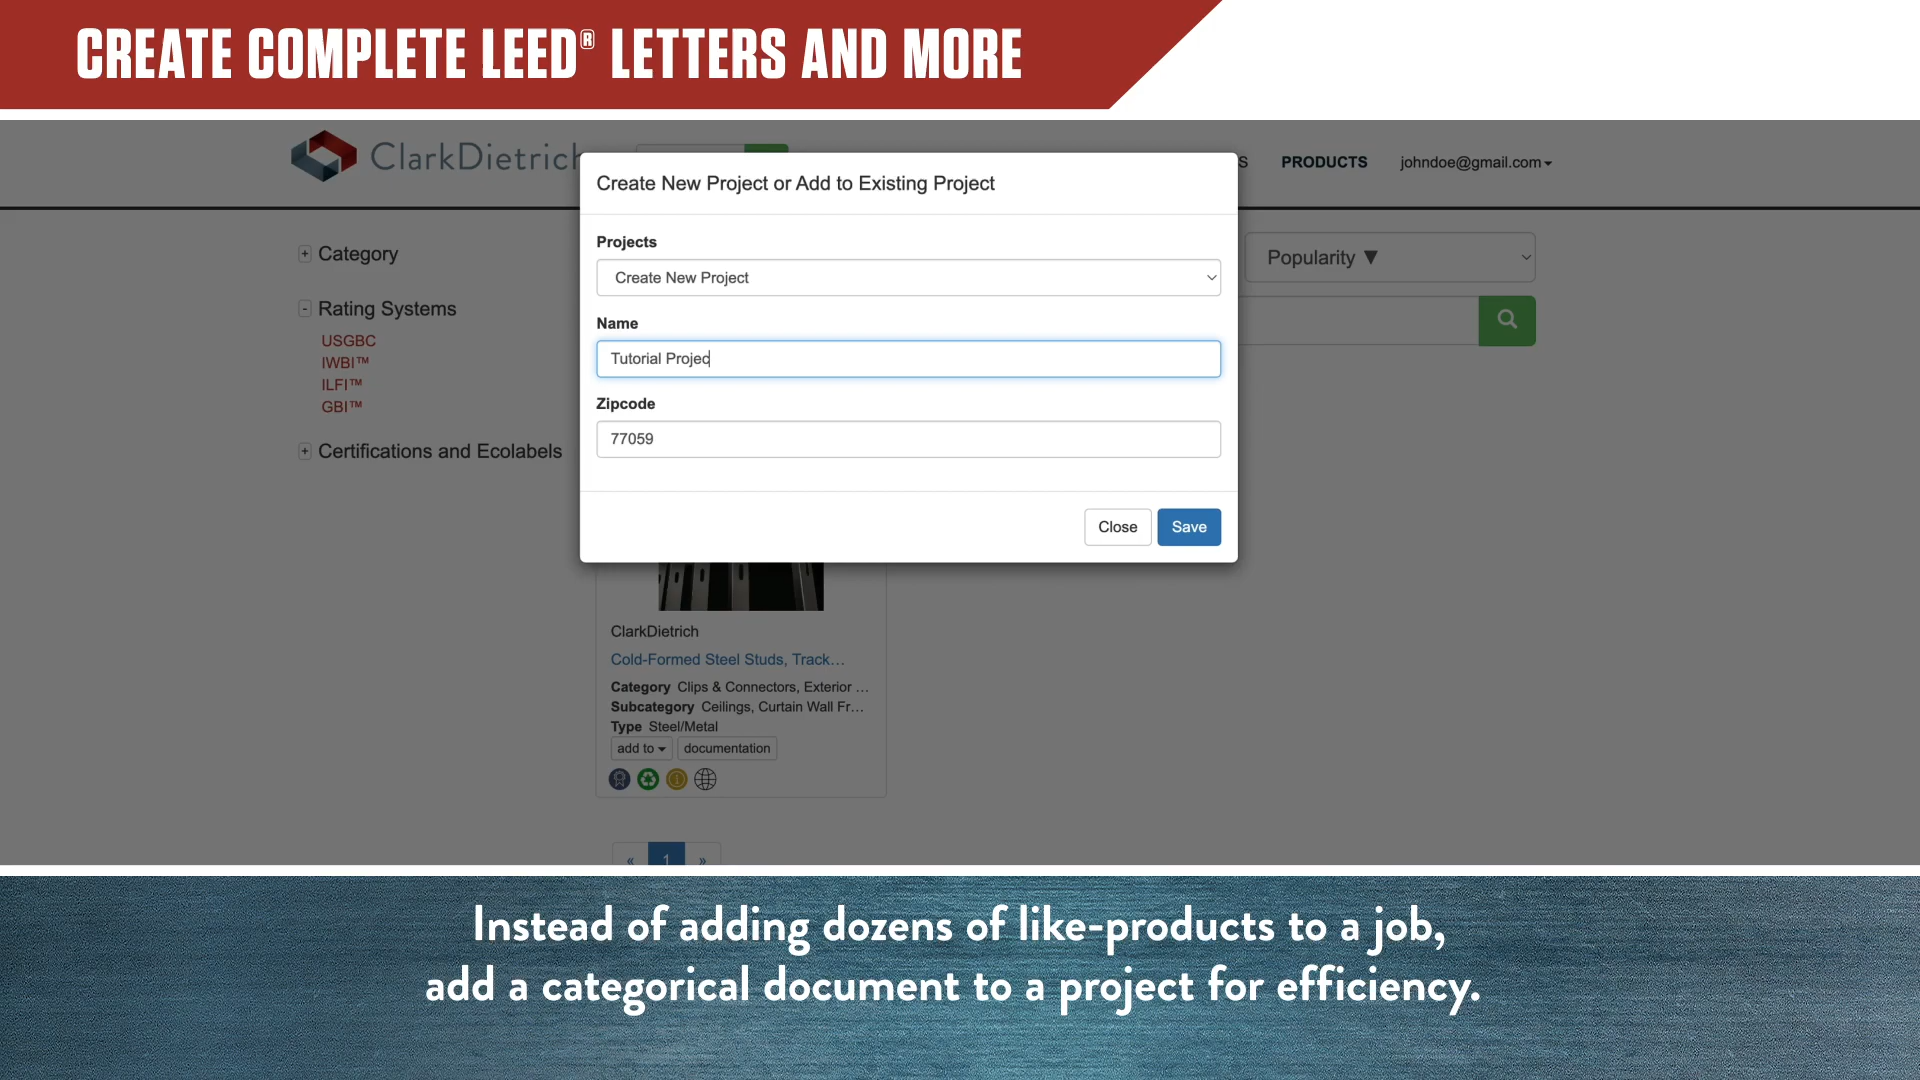 CREATE COMPLETE LEED® LETTERS AND MORE
ClarkDietrich
S
PRODUCTS
johndoe@gmail.com
Create New Project or Add to Existing Project
Projects
Create New Project
Name
Tutorial Projec
Zipcode
77059
Close
Save
+ Category
- Rating Systems
USGBC
IWBI™
ILFI™
GBI™
+ Certifications and Ecolabels
Popularity ▼
ClarkDietrich
Cold-Formed Steel Studs, Track...
Category Clips & Connectors, Exterior ...
Subcategory Ceilings, Curtain Wall Fr...
Type Steel/Metal
add to
documentation
« 1 »
Instead of adding dozens of like-products to a job,
add a categorical document to a project for efficiency.